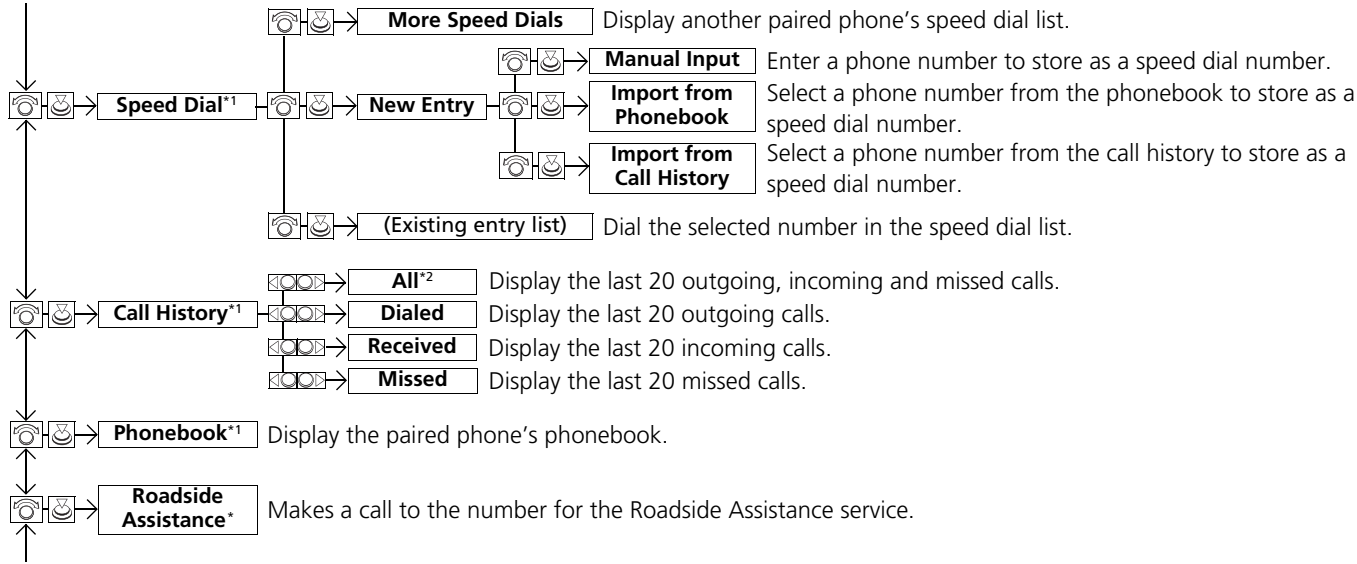 More Speed Dials Display another paired phone's speed dial list.
Manual Input Enter a phone number to store as a speed dial number.
Speed Dial*1 New Entry Import from Phonebook Select a phone number from the phonebook to store as a
speed dial number.
Import from Call History Select a phone number from the call history to store as a
speed dial number.
(Existing entry list) Dial the selected number in the speed dial list.
All*2 Display the last 20 outgoing, incoming and missed calls.
Call History*1 Dialed Display the last 20 outgoing calls.
Received Display the last 20 incoming calls.
Missed Display the last 20 missed calls.
Phonebook*1 Display the paired phone's phonebook.
Roadside
Assistance* Makes a call to the number for the Roadside Assistance service.